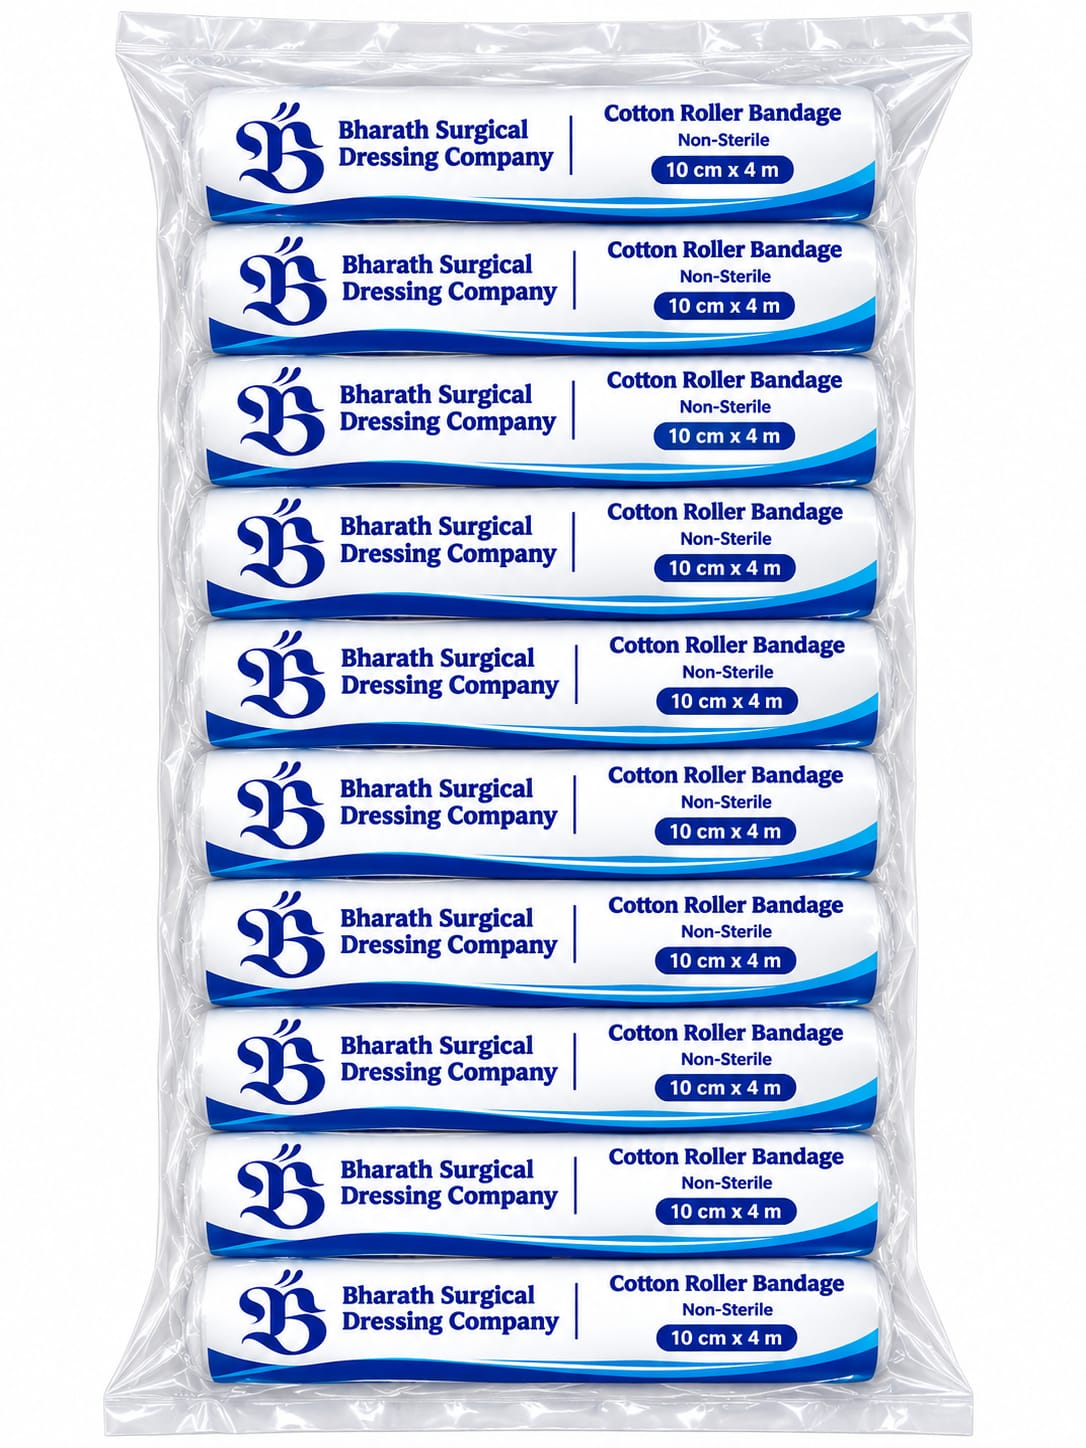 Bharath Surgical
Dressing Company
Cotton Roller Bandage
Non-Sterile
10 cm x 4 m
Bharath Surgical
Dressing Company
Cotton Roller Bandage
Non-Sterile
10 cm x 4 m
Bharath Surgical
Dressing Company
Cotton Roller Bandage
Non-Sterile
10 cm x 4 m
Bharath Surgical
Dressing Company
Cotton Roller Bandage
Non-Sterile
10 cm x 4 m
Bharath Surgical
Dressing Company
Cotton Roller Bandage
Non-Sterile
10 cm x 4 m
Bharath Surgical
Dressing Company
Cotton Roller Bandage
Non-Sterile
10 cm x 4 m
Bharath Surgical
Dressing Company
Cotton Roller Bandage
Non-Sterile
10 cm x 4 m
Bharath Surgical
Dressing Company
Cotton Roller Bandage
Non-Sterile
10 cm x 4 m
Bharath Surgical
Dressing Company
Cotton Roller Bandage
Non-Sterile
10 cm x 4 m
Bharath Surgical
Dressing Company
Cotton Roller Bandage
Non-Sterile
10 cm x 4 m